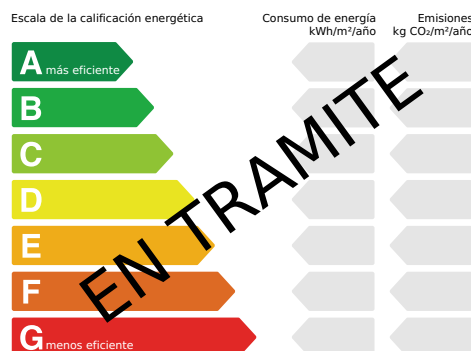 Escala de la calificación energética
Consumo de energía
kWh/m²/año
Emisiones
kg CO₂/m²/año
A más eficiente
B
C
D
E
F
G menos eficiente
EN TRAMITE